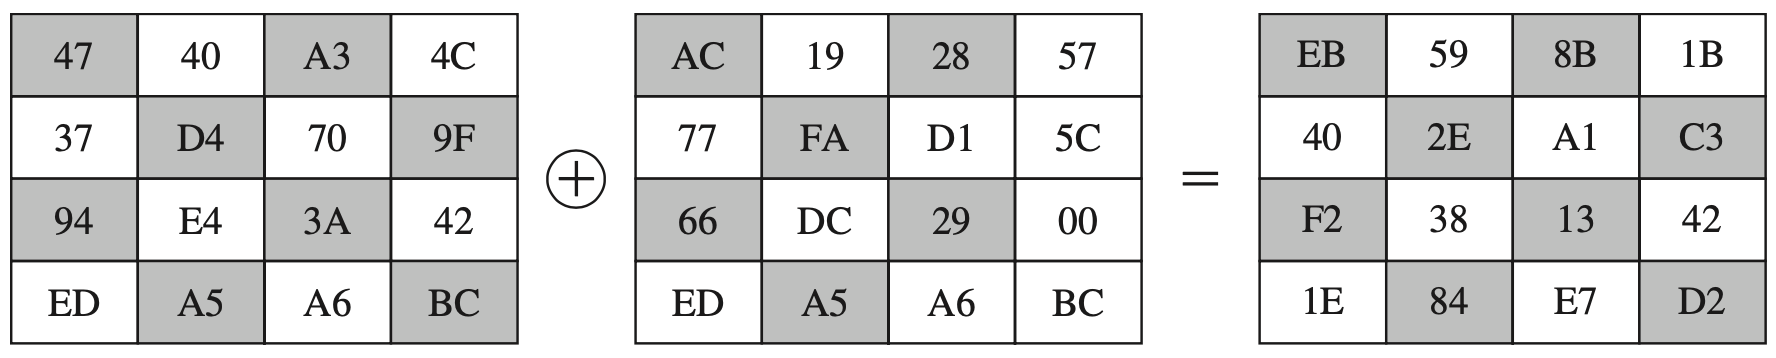 47 40 A3 4C AC 19 28 57 EB 59 8B 1B
37 D4 70 9F 77 FA D1 5C 40 2E A1 C3
⊕ =
94 E4 3A 42 66 DC 29 00 F2 38 13 42
ED A5 A6 BC ED A5 A6 BC 1E 84 E7 D2